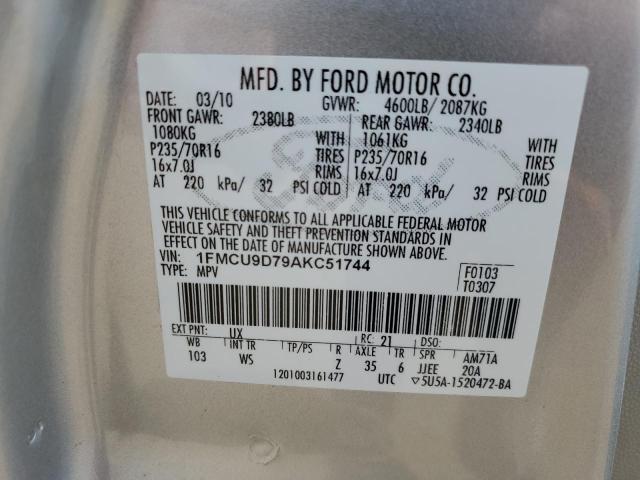 MFD. BY FORD MOTOR CO.
DATE: 03/10 GVWR: 4600LB/ 2087KG
FRONT GAWR: 2380LB REAR GAWR: 2340LB
1080KG WITH 1061KG WITH
P235/70R16 TIRES P235/70R16 TIRES
16x7.0J RIMS 16x7.0J RIMS
AT 220 kPa/ 32 PSI COLD AT 220 kPa/ 32 PSI COLD
THIS VEHICLE CONFORMS TO ALL APPLICABLE FEDERAL MOTOR
VEHICLE SAFETY AND THEFT PREVENTION STANDARDS IN
EFFECT ON THE DATE OF MANUFACTURE SHOWN ABOVE.
VIN: 1FMCU9D79AKC51744
TYPE: MPV F0103
T0307
EXT PNT: UX RC: 21 DSO:
WB INT TR TP/PS R AXLE TR SPR AM71A
103 WS Z 35 6 JJEE 20A
1201003161477 UTC ▽5U5A-1520472-BA